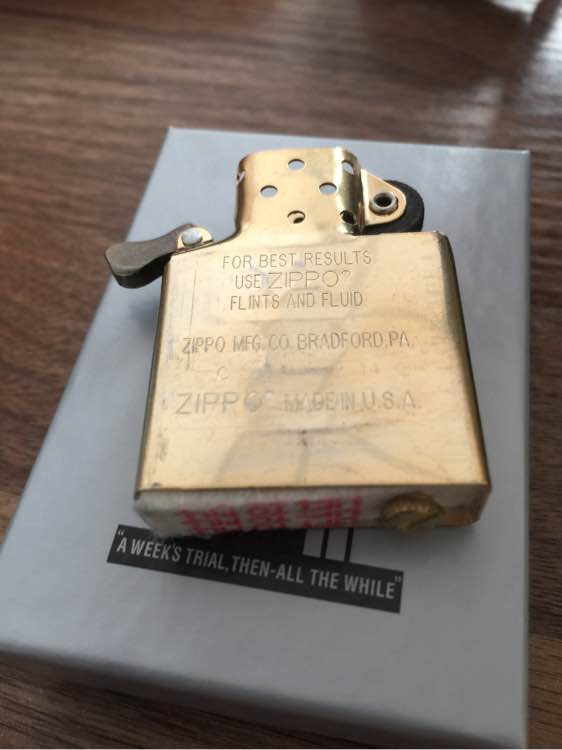 FOR BEST RESULTS
USE ZIPPO®
FLINTS AND FLUID
ZIPPO MFG. CO. BRADFORD, PA.
C 14
ZIPPO® MADE IN U.S.A.
"A WEEK'S TRIAL, THEN-ALL THE WHILE"